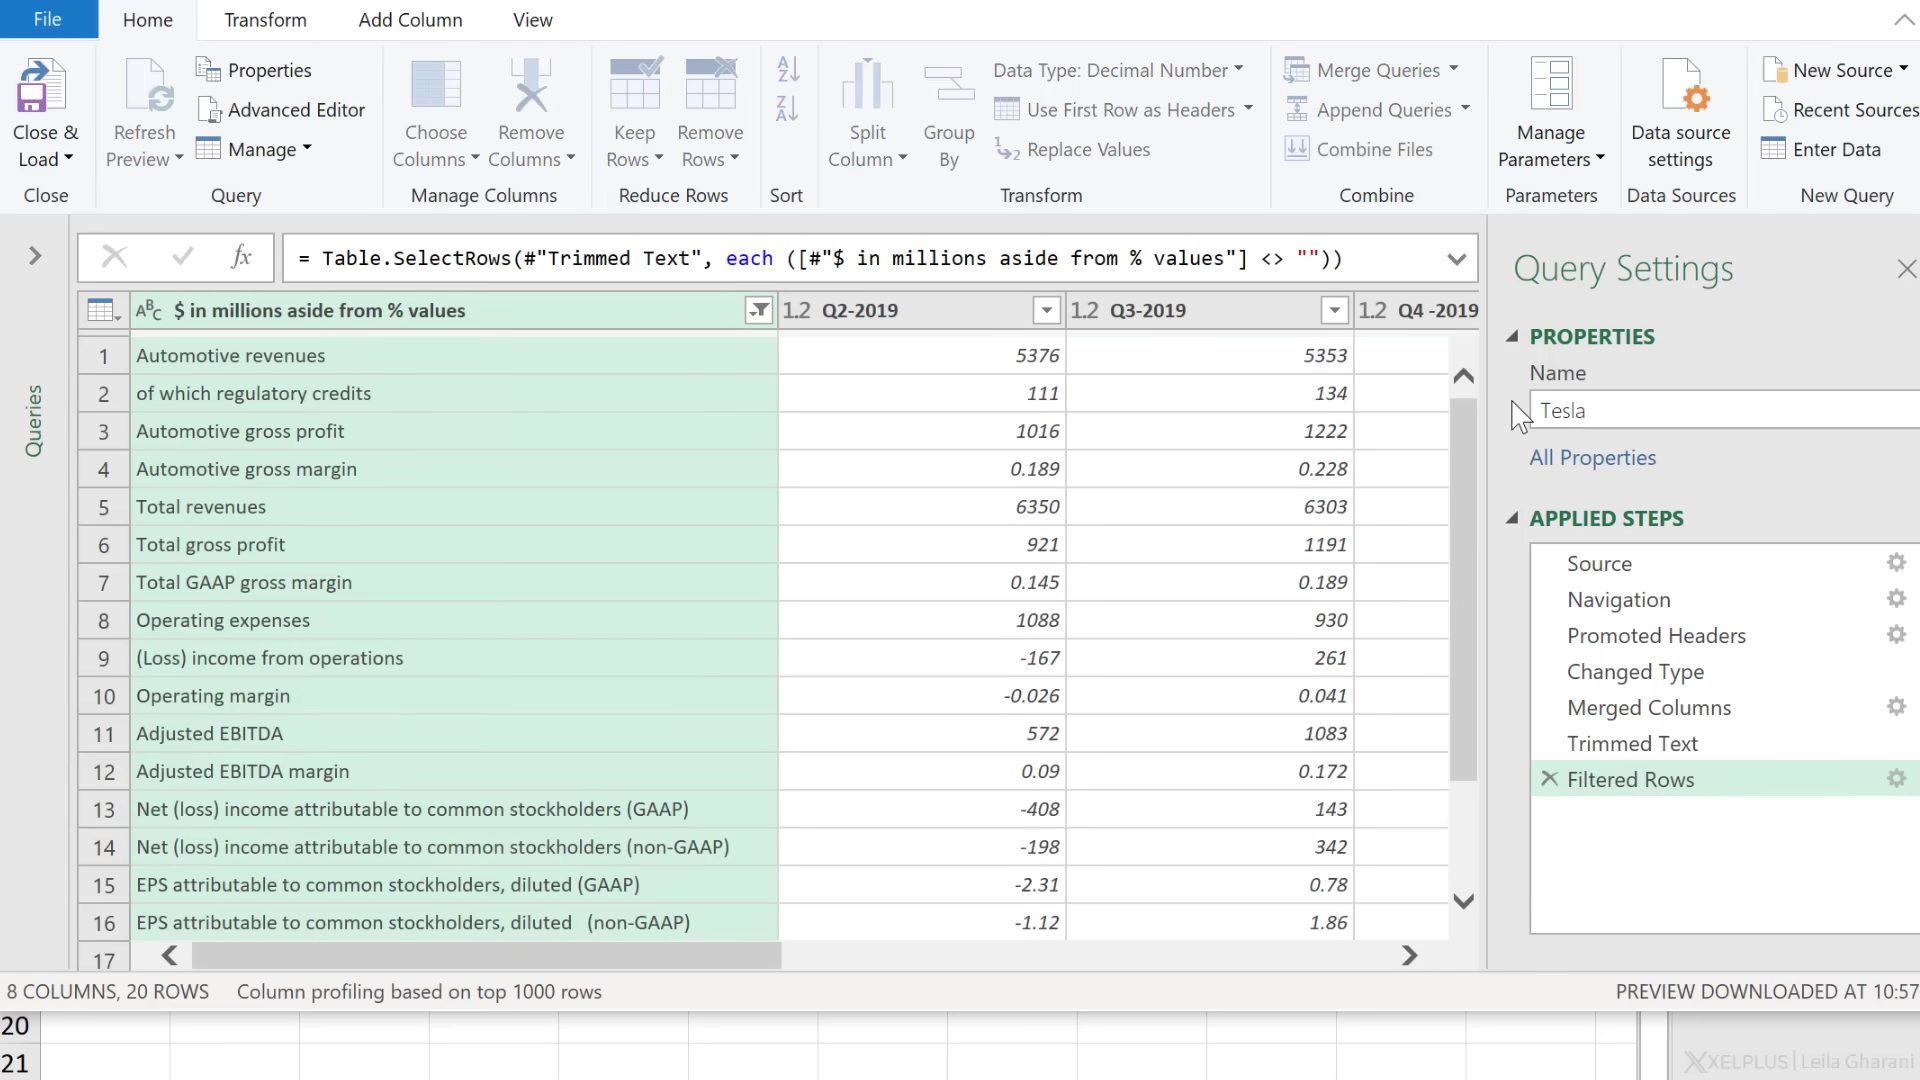 File Home Transform Add Column View
Close &
Load
Close
Refresh
Preview
Properties
Advanced Editor
Manage
Query
Choose
Columns
Remove
Columns
Manage Columns
Keep
Rows
Remove
Rows
Reduce Rows
Sort
Split
Column
Group
By
Data Type: Decimal Number
Use First Row as Headers
Replace Values
Transform
Merge Queries
Append Queries
Combine Files
Combine
Manage
Parameters
Parameters
Data source
settings
Data Sources
New Source
Recent Sources
Enter Data
New Query
Queries
fx = Table.SelectRows(#"Trimmed Text", each ([#"$ in millions aside from % values"] <> ""))
ABC $ in millions aside from % values 1.2 Q2-2019 1.2 Q3-2019 1.2 Q4 -2019
1 Automotive revenues 5376 5353
2 of which regulatory credits 111 134
3 Automotive gross profit 1016 1222
4 Automotive gross margin 0.189 0.228
5 Total revenues 6350 6303
6 Total gross profit 921 1191
7 Total GAAP gross margin 0.145 0.189
8 Operating expenses 1088 930
9 (Loss) income from operations -167 261
10 Operating margin -0.026 0.041
11 Adjusted EBITDA 572 1083
12 Adjusted EBITDA margin 0.09 0.172
13 Net (loss) income attributable to common stockholders (GAAP) -408 143
14 Net (loss) income attributable to common stockholders (non-GAAP) -198 342
15 EPS attributable to common stockholders, diluted (GAAP) -2.31 0.78
16 EPS attributable to common stockholders, diluted (non-GAAP) -1.12 1.86
17
Query Settings
PROPERTIES
Name
Tesla
All Properties
APPLIED STEPS
Source
Navigation
Promoted Headers
Changed Type
Merged Columns
Trimmed Text
Filtered Rows
8 COLUMNS, 20 ROWS Column profiling based on top 1000 rows PREVIEW DOWNLOADED AT 10:57
20
21
XELPLUS | Leila Gharani